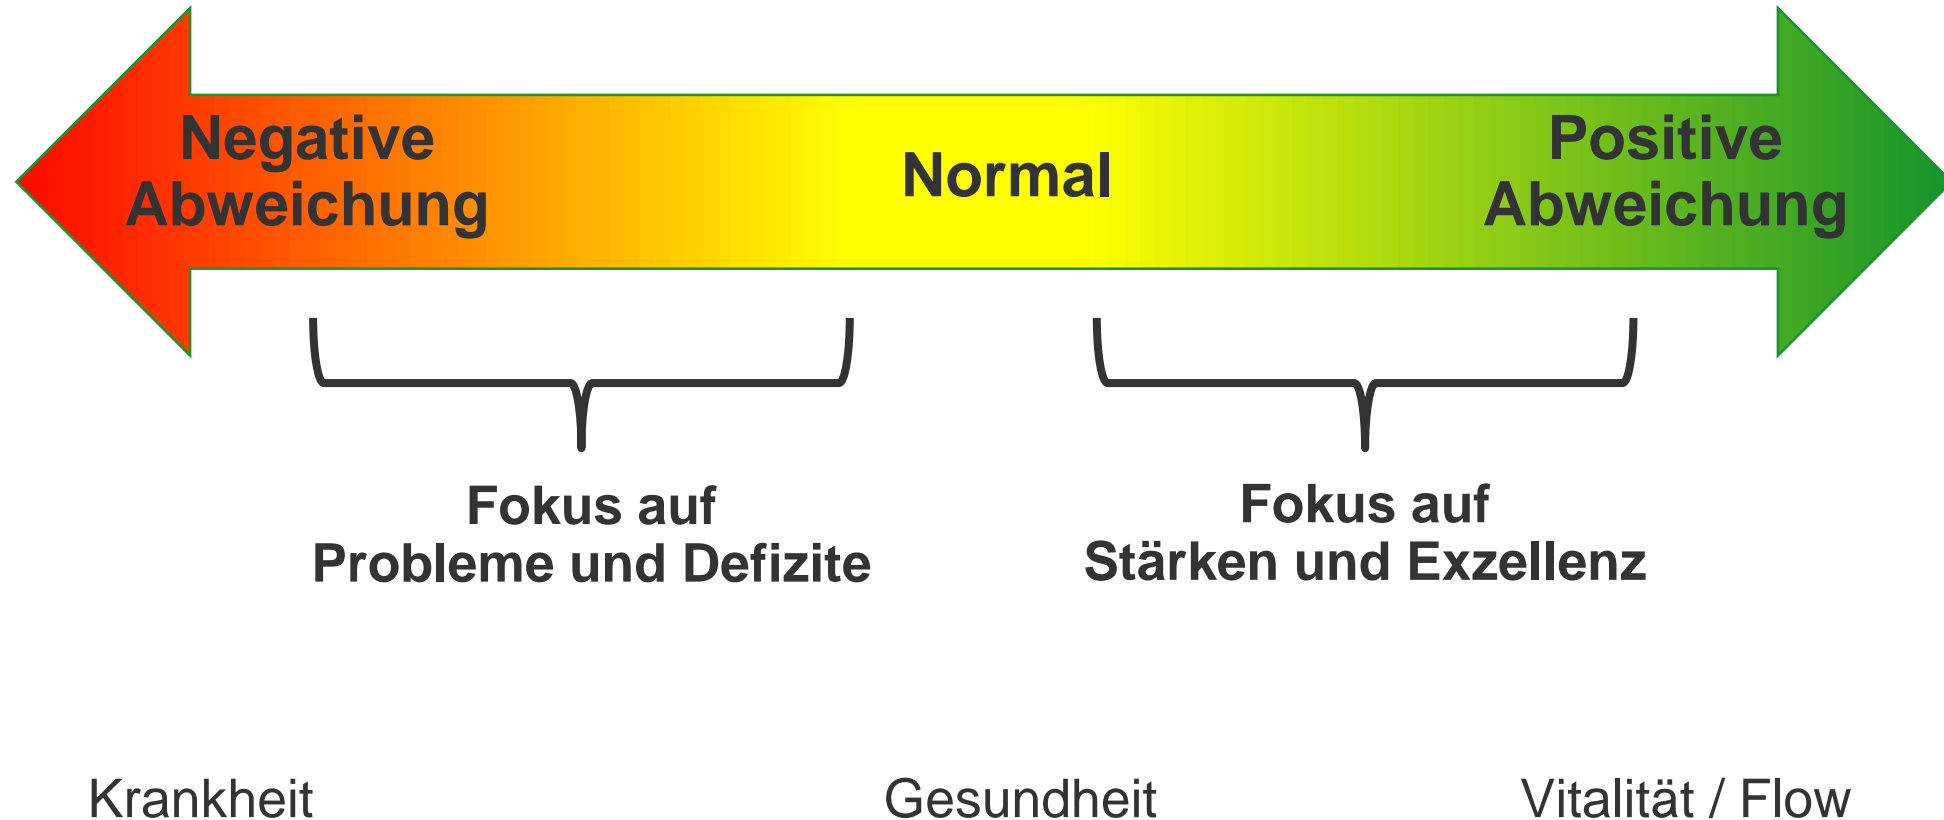 Negative
Abweichung
Normal
Positive
Abweichung
Fokus auf
Probleme und Defizite
Fokus auf
Stärken und Exzellenz
Krankheit
Gesundheit
Vitalität / Flow